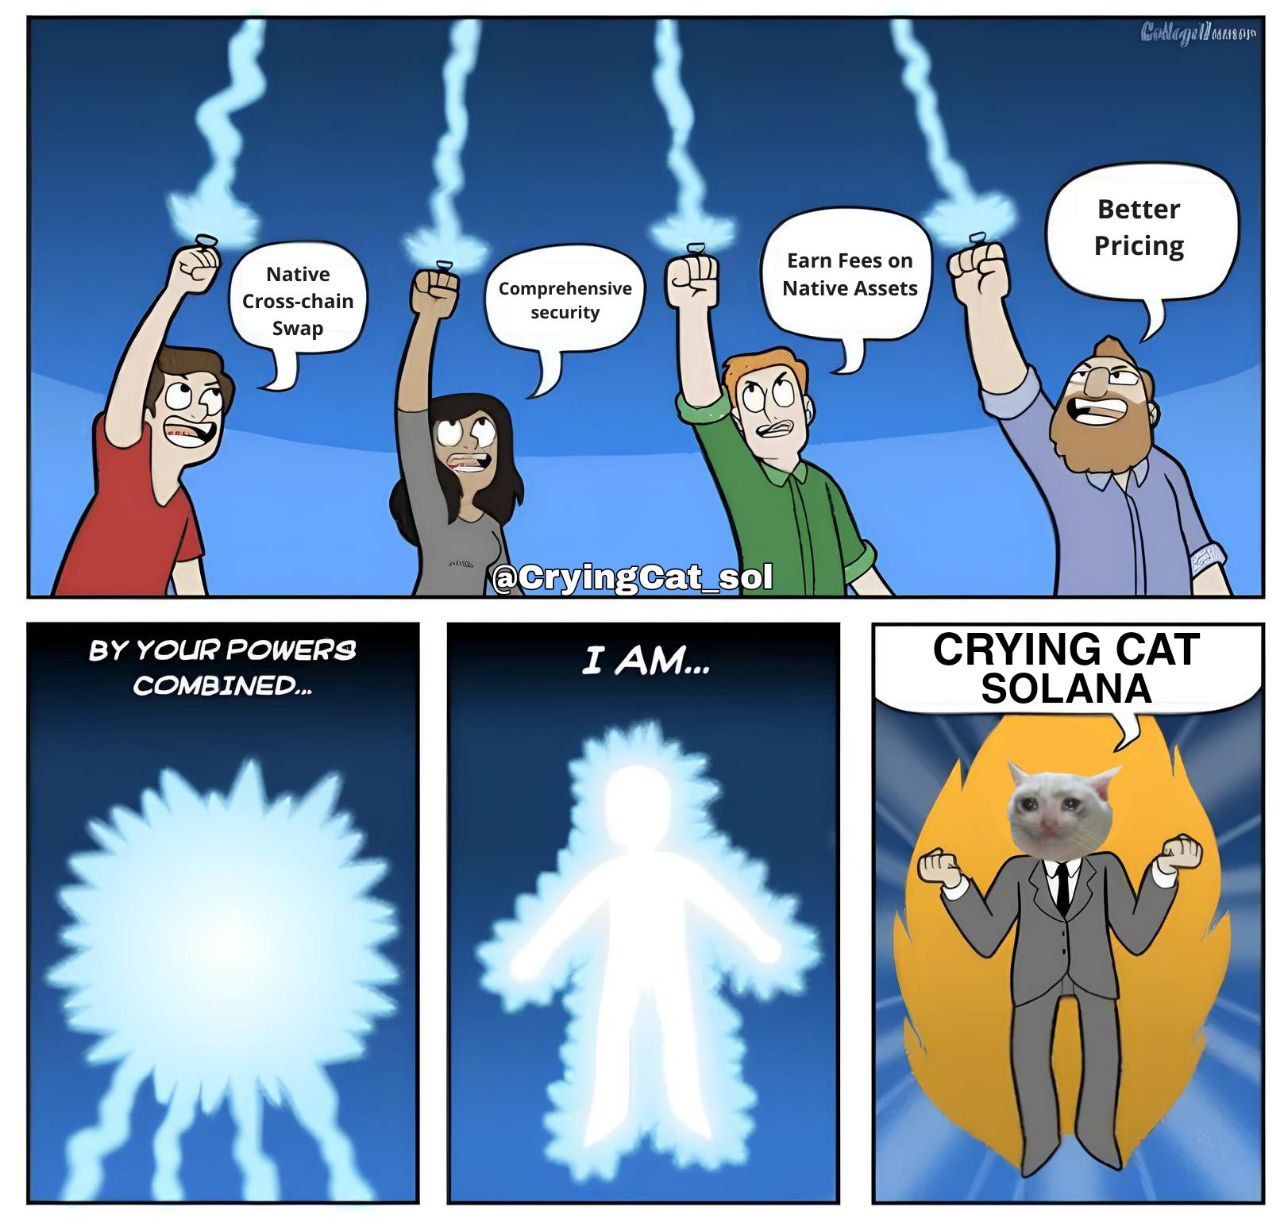 CollegeHumor
Native
Cross-chain
Swap
Comprehensive
security
Earn Fees on
Native Assets
Better
Pricing
@CryingCat_sol
BY YOUR POWERS
COMBINED...
I AM...
CRYING CAT
SOLANA